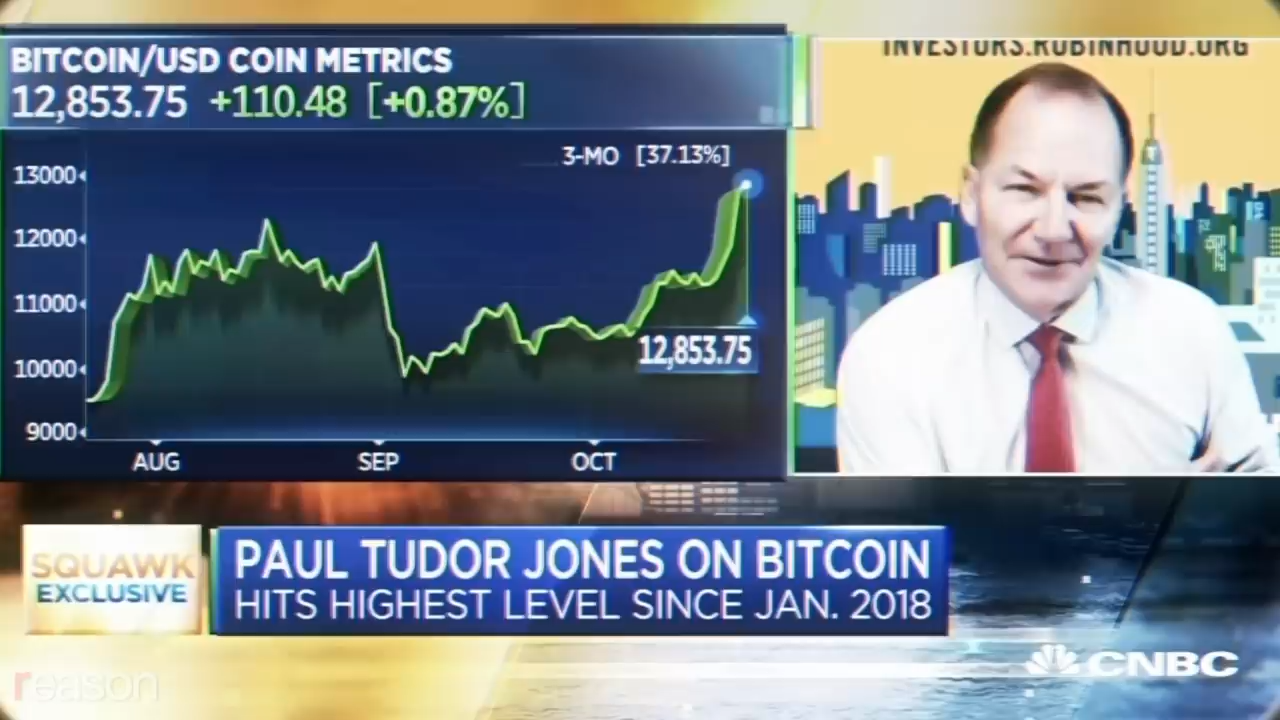 BITCOIN/USD COIN METRICS
12,853.75 +110.48 [+0.87%]
3-MO [37.13%]
13000
12000
11000
10000
9000
12,853.75
AUG SEP OCT
INVESTORS.ROBINHOOD.ORG
SQUAWK
EXCLUSIVE
PAUL TUDOR JONES ON BITCOIN
HITS HIGHEST LEVEL SINCE JAN. 2018
CNBC
reason